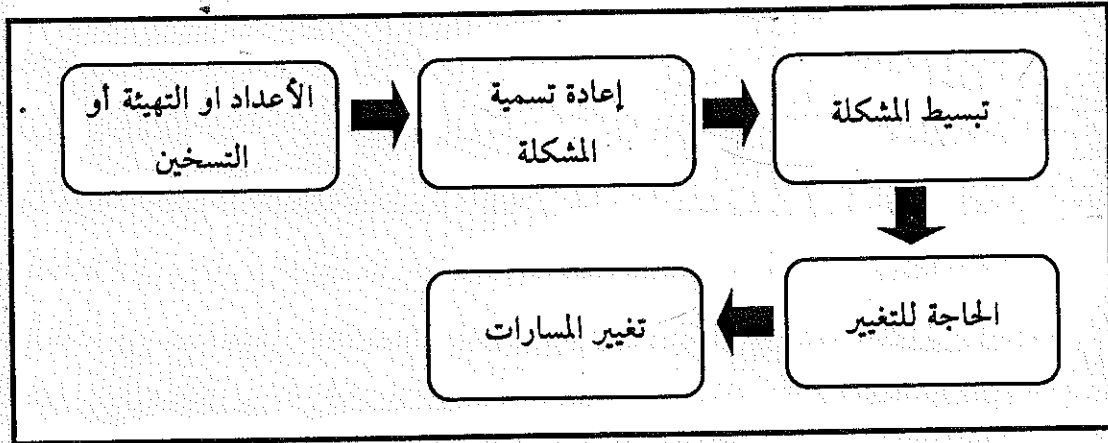 الأعداد او التهيئة أو
التسخين
إعادة تسمية
المشكلة
تبسيط المشكلة
الحاجة للتغيير
تغيير المسارات